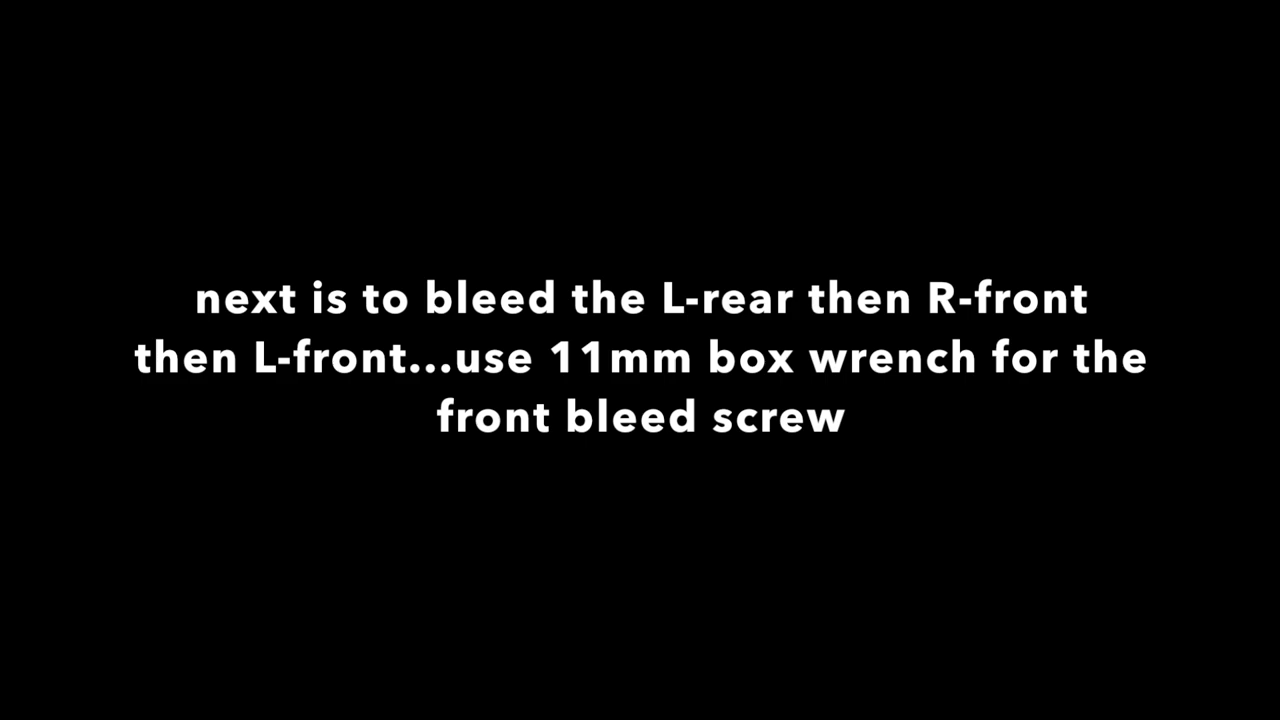 next is to bleed the L-rear then R-front
then L-front...use 11mm box wrench for the
front bleed screw